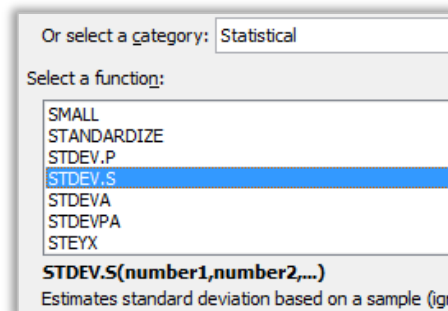 Or select a category: Statistical
Select a function:
SMALL
STANDARDIZE
STDEV.P
STDEV.S
STDEVA
STDEVPA
STEYX
STDEV.S(number1,number2,...)
Estimates standard deviation based on a sample